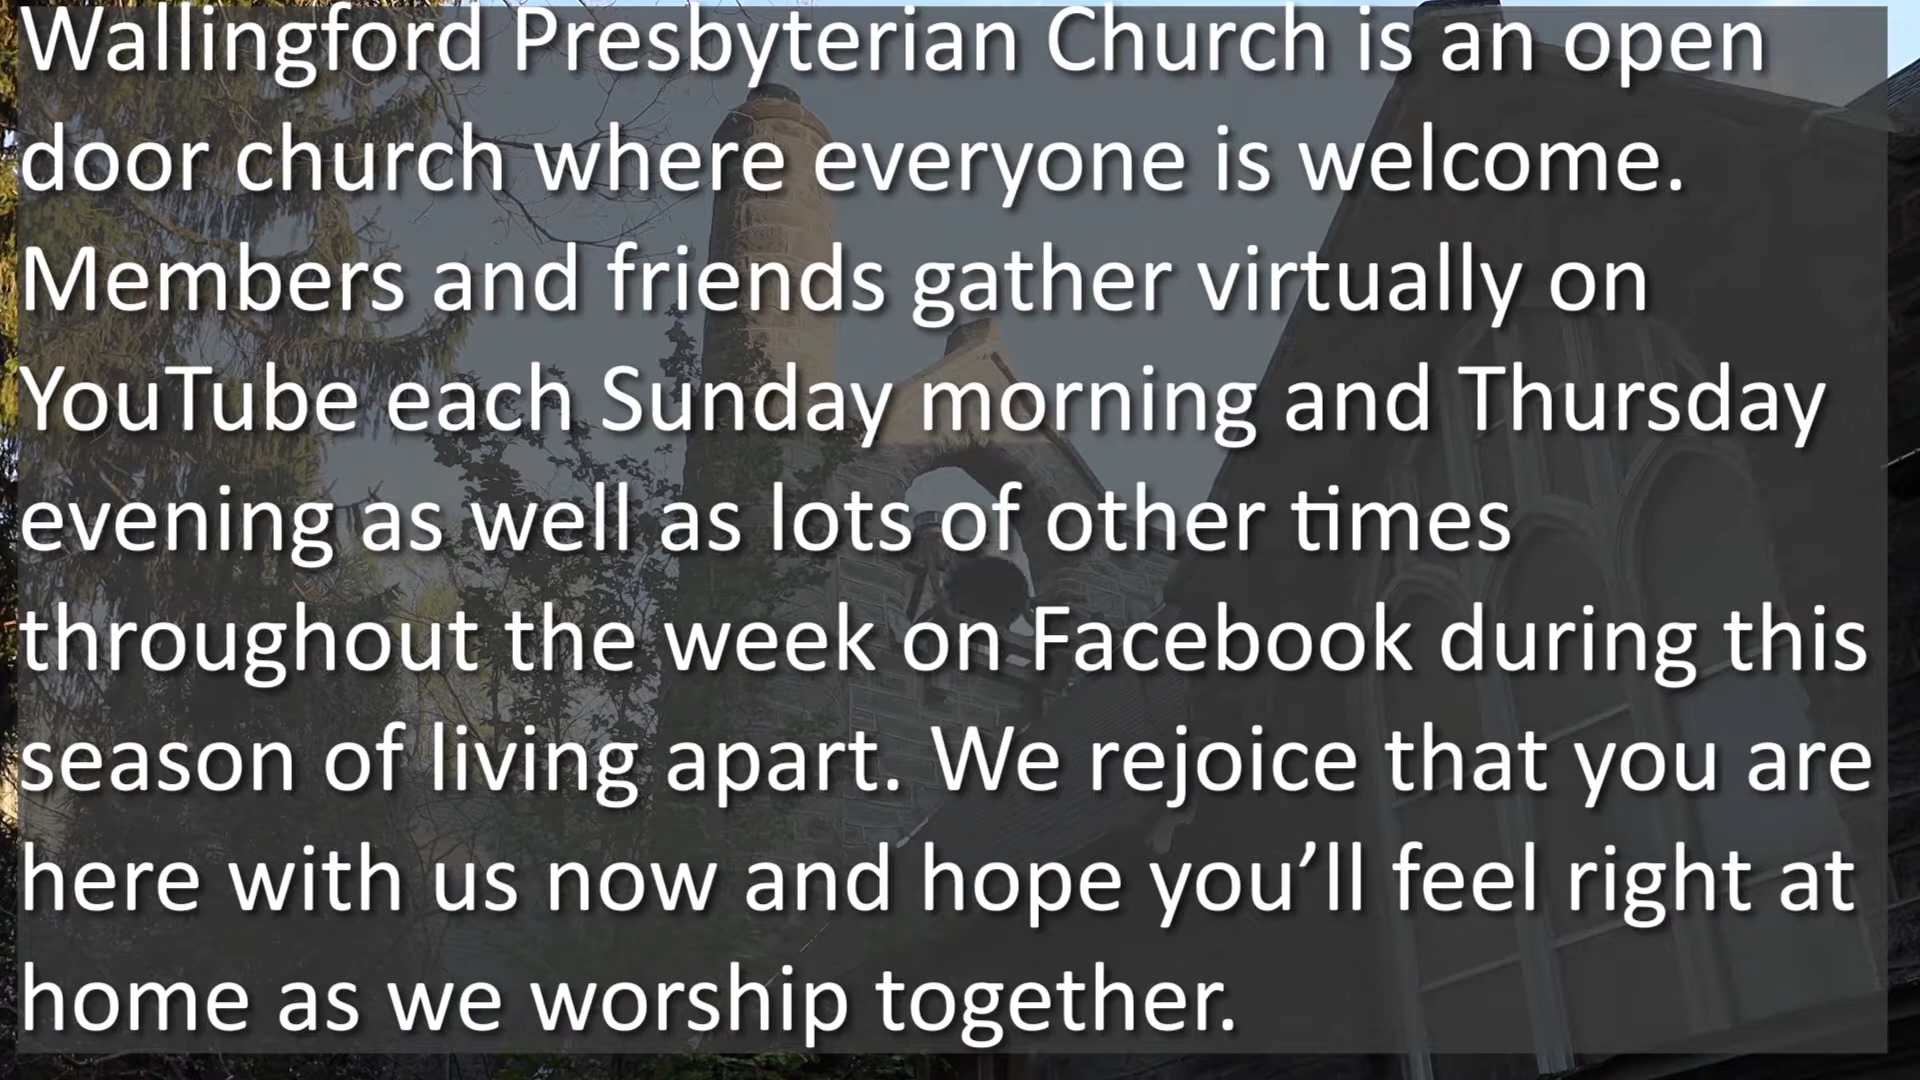 Wallingford Presbyterian Church is an open
door church where everyone is welcome.
Members and friends gather virtually on
YouTube each Sunday morning and Thursday
evening as well as lots of other times
throughout the week on Facebook during this
season of living apart. We rejoice that you are
here with us now and hope you’ll feel right at
home as we worship together.